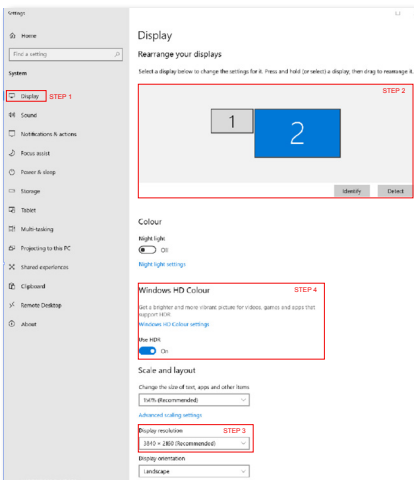 Settings
Home
Find a setting
System
Display STEP 1
Sound
Notifications & actions
Focus assist
Power & sleep
Storage
Tablet
Multi-tasking
Projecting to this PC
Shared experiences
Clipboard
Remote Desktop
About
Display
Rearrange your displays
Select a display below to change the settings for it. Press and hold (or select) a display, then drag to rearrange it.
STEP 2
1
2
Identify Detect
Colour
Night light
Off
Night light settings
Windows HD Colour STEP 4
Get a brighter and more vibrant picture for videos, games and apps that
support HDR
Windows HD Colour settings
Use HDR
On
Scale and layout
Change the size of text, apps and other items
(Recommended)
Advanced scaling settings
Display resolution STEP 3
3840 × 2160 (Recommended)
Display orientation
Landscape